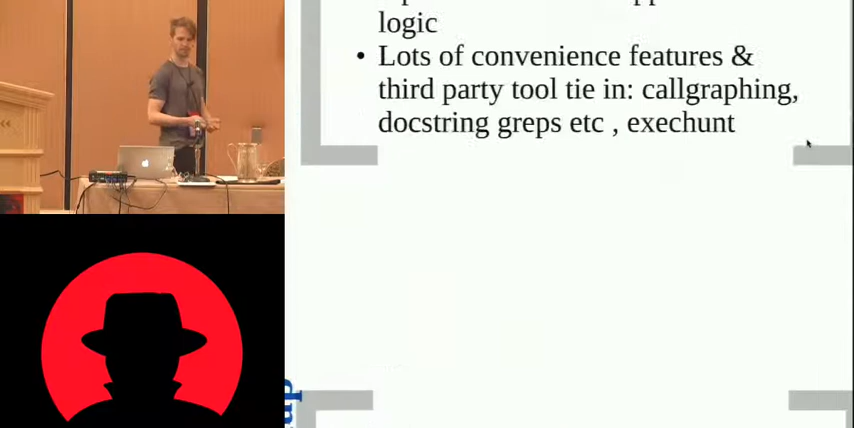 logic
• Lots of convenience features &
third party tool tie in: callgraphing,
docstring greps etc , exechunt